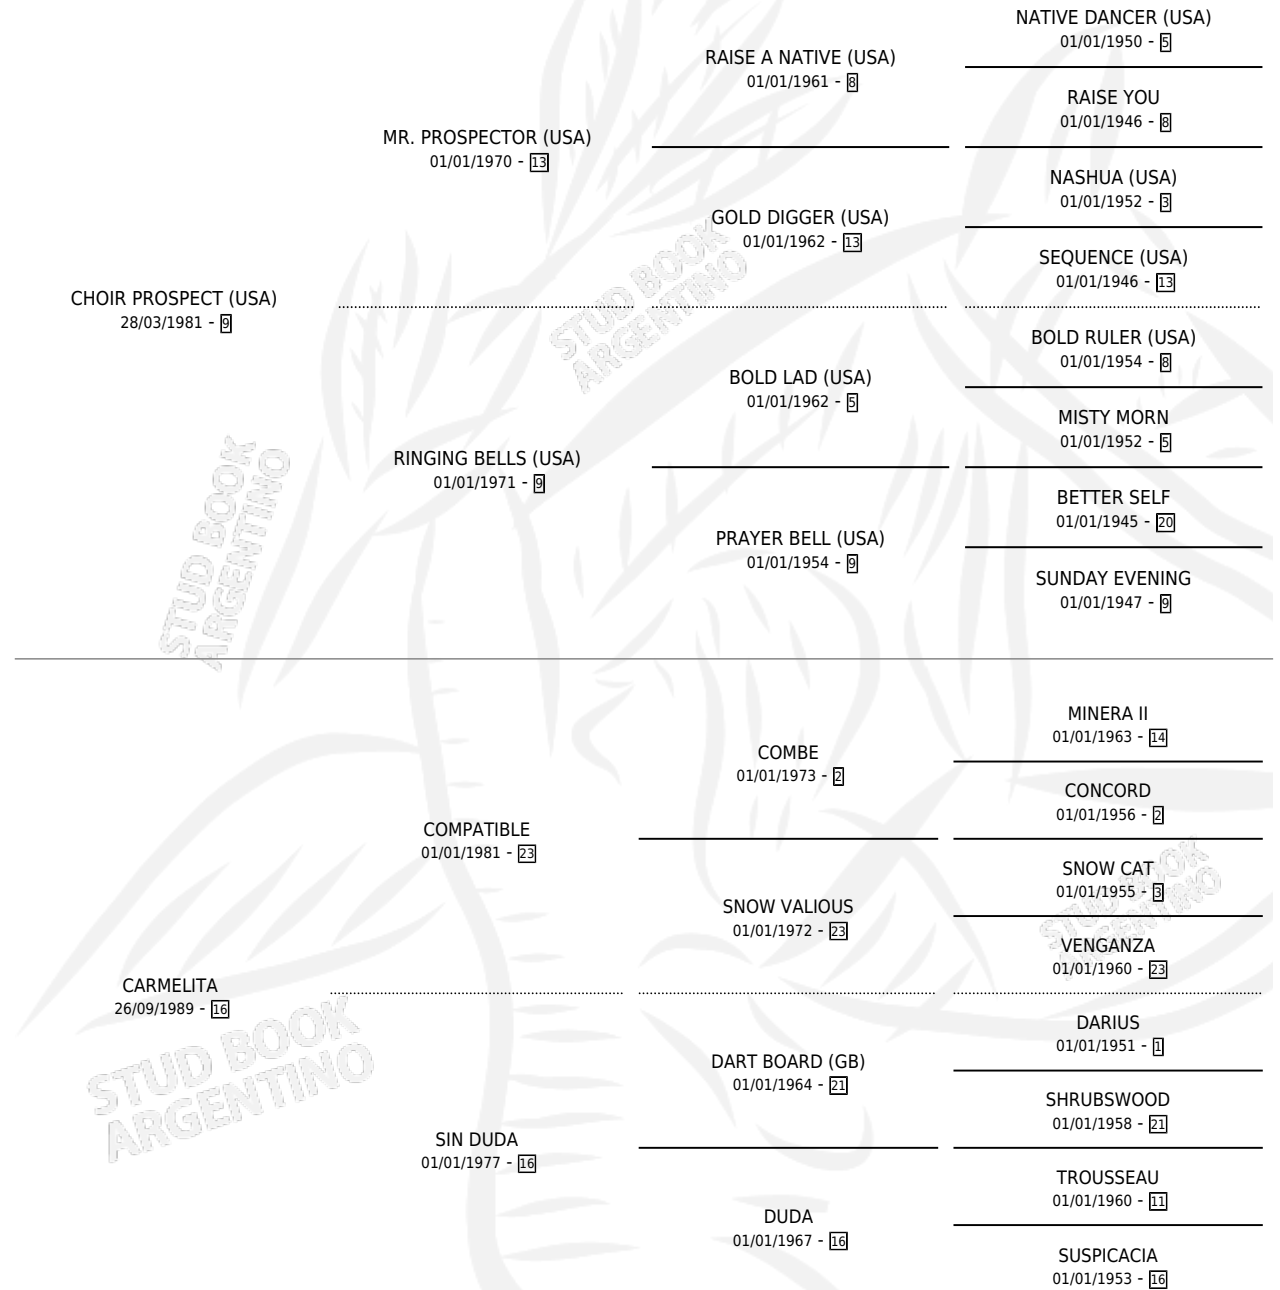 NATIVE DANCER (USA)
01/01/1950 - 5
RAISE A NATIVE (USA)
01/01/1961 - 8
RAISE YOU
01/01/1946 - 8
MR. PROSPECTOR (USA)
01/01/1970 - 13
NASHUA (USA)
01/01/1952 - 3
GOLD DIGGER (USA)
01/01/1962 - 13
SEQUENCE (USA)
01/01/1946 - 13
CHOIR PROSPECT (USA)
28/03/1981 - 9
STUD BOOK
ARGENTINO
BOLD RULER (USA)
01/01/1954 - 8
BOLD LAD (USA)
01/01/1962 - 5
MISTY MORN
01/01/1952 - 5
RINGING BELLS (USA)
01/01/1971 - 9
BETTER SELF
01/01/1945 - 20
PRAYER BELL (USA)
01/01/1954 - 9
SUNDAY EVENING
01/01/1947 - 9
STUD BOOK
ARGENTINO
MINERA II
01/01/1963 - 14
COMBE
01/01/1973 - 2
CONCORD
01/01/1956 - 2
COMPATIBLE
01/01/1981 - 23
SNOW CAT
01/01/1955 - 3
SNOW VALIOUS
01/01/1972 - 23
STUD BOOK
ARGENTINO
VENGANZA
01/01/1960 - 23
CARMELITA
26/09/1989 - 16
DARIUS
01/01/1951 - 1
DART BOARD (GB)
01/01/1964 - 21
SHRUBSWOOD
01/01/1958 - 21
STUD BOOK
ARGENTINO
SIN DUDA
01/01/1977 - 16
TROUSSEAU
01/01/1960 - 11
DUDA
01/01/1967 - 16
SUSPICACIA
01/01/1953 - 16